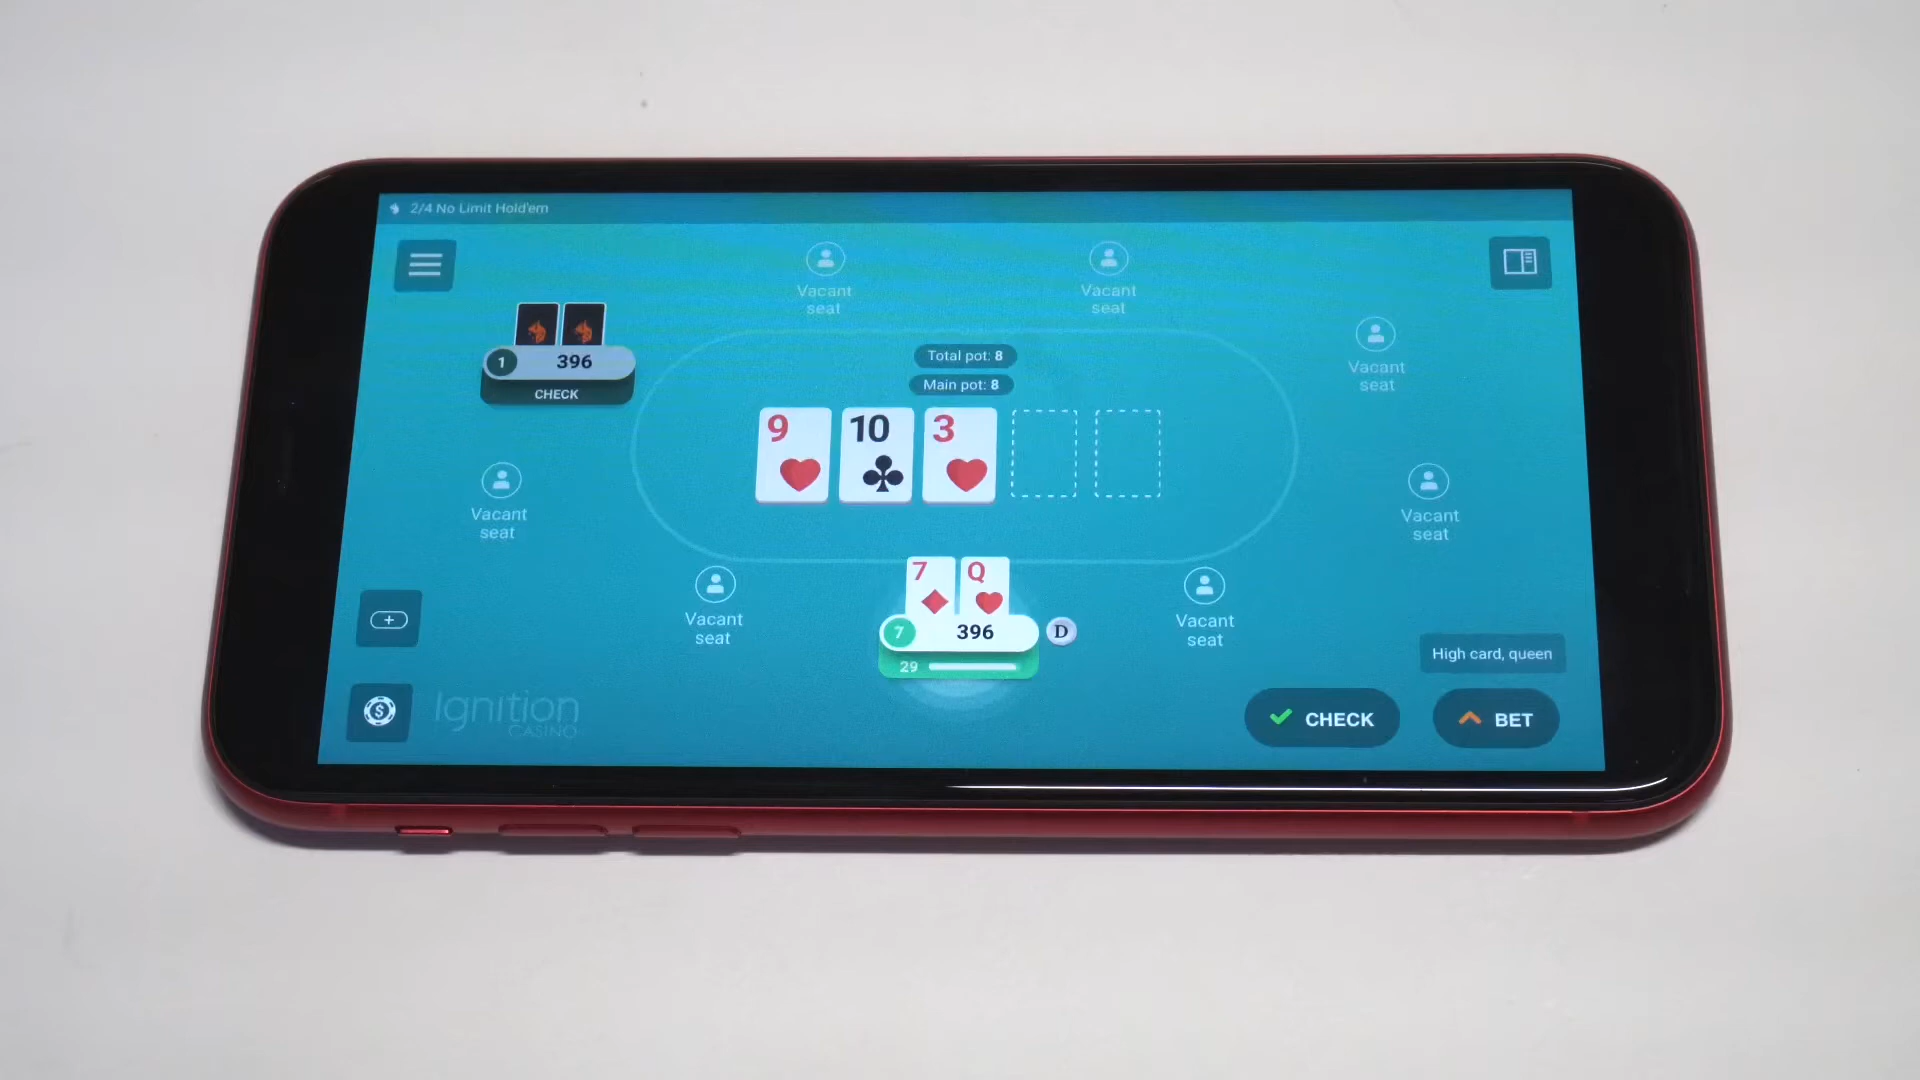 2/4 No Limit Hold'em
Vacant
seat
Vacant
seat
1 396
CHECK
Total pot: 8
Main pot: 8
Vacant
seat
9 10 3
Vacant
seat
Vacant
seat
7 Q
Vacant
seat
Vacant
seat
7 396 D
29
High card, queen
Ignition
CASINO
CHECK
BET